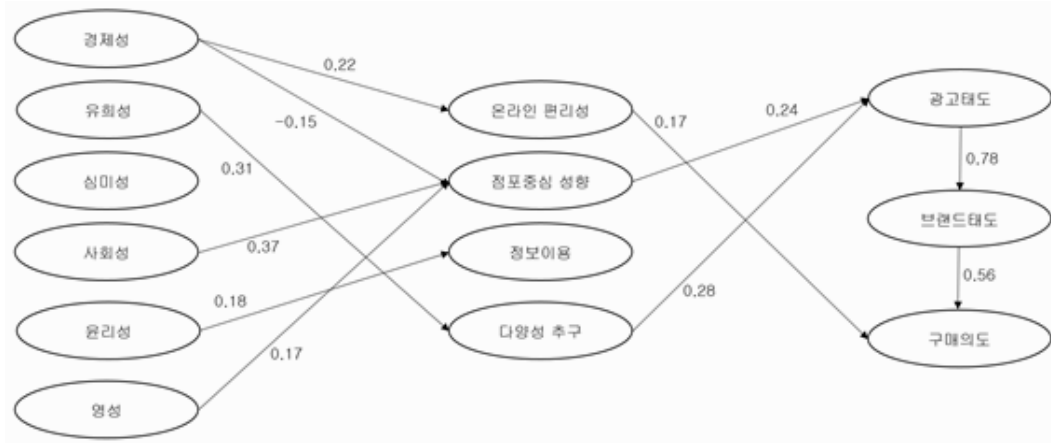 경제성
유희성
심미성
사회성
윤리성
영성
0.22
-0.15
0.31
0.37
0.18
0.17
온라인 편리성
점포중심 성향
정보이용
다양성 추구
0.17
0.24
0.28
광고태도
0.78
브랜드태도
0.56
구매의도